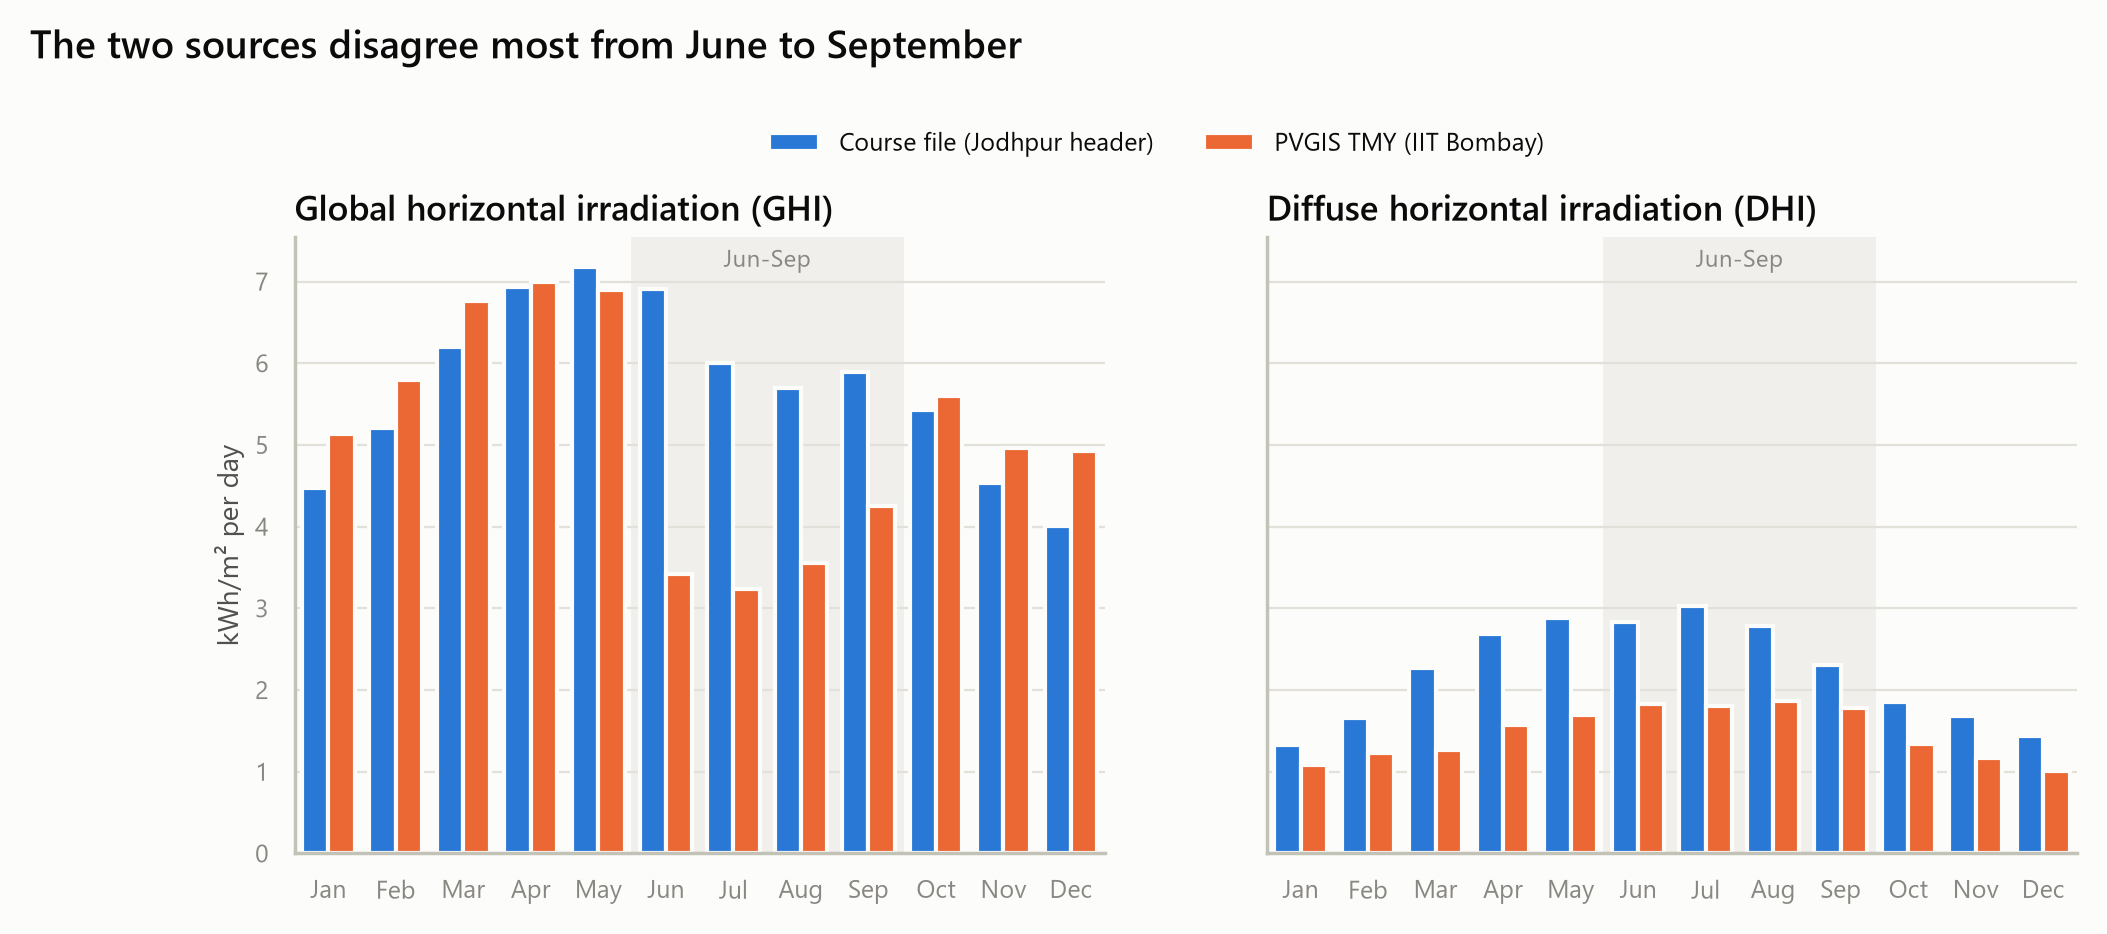 The two sources disagree most from June to September
Course file (Jodhpur header)
PVGIS TMY (IIT Bombay)
Global horizontal irradiation (GHI)
Jun-Sep
kWh/m² per day
7
6
5
4
3
2
1
0
Jan Feb Mar Apr May Jun Jul Aug Sep Oct Nov Dec
Diffuse horizontal irradiation (DHI)
Jun-Sep
Jan Feb Mar Apr May Jun Jul Aug Sep Oct Nov Dec